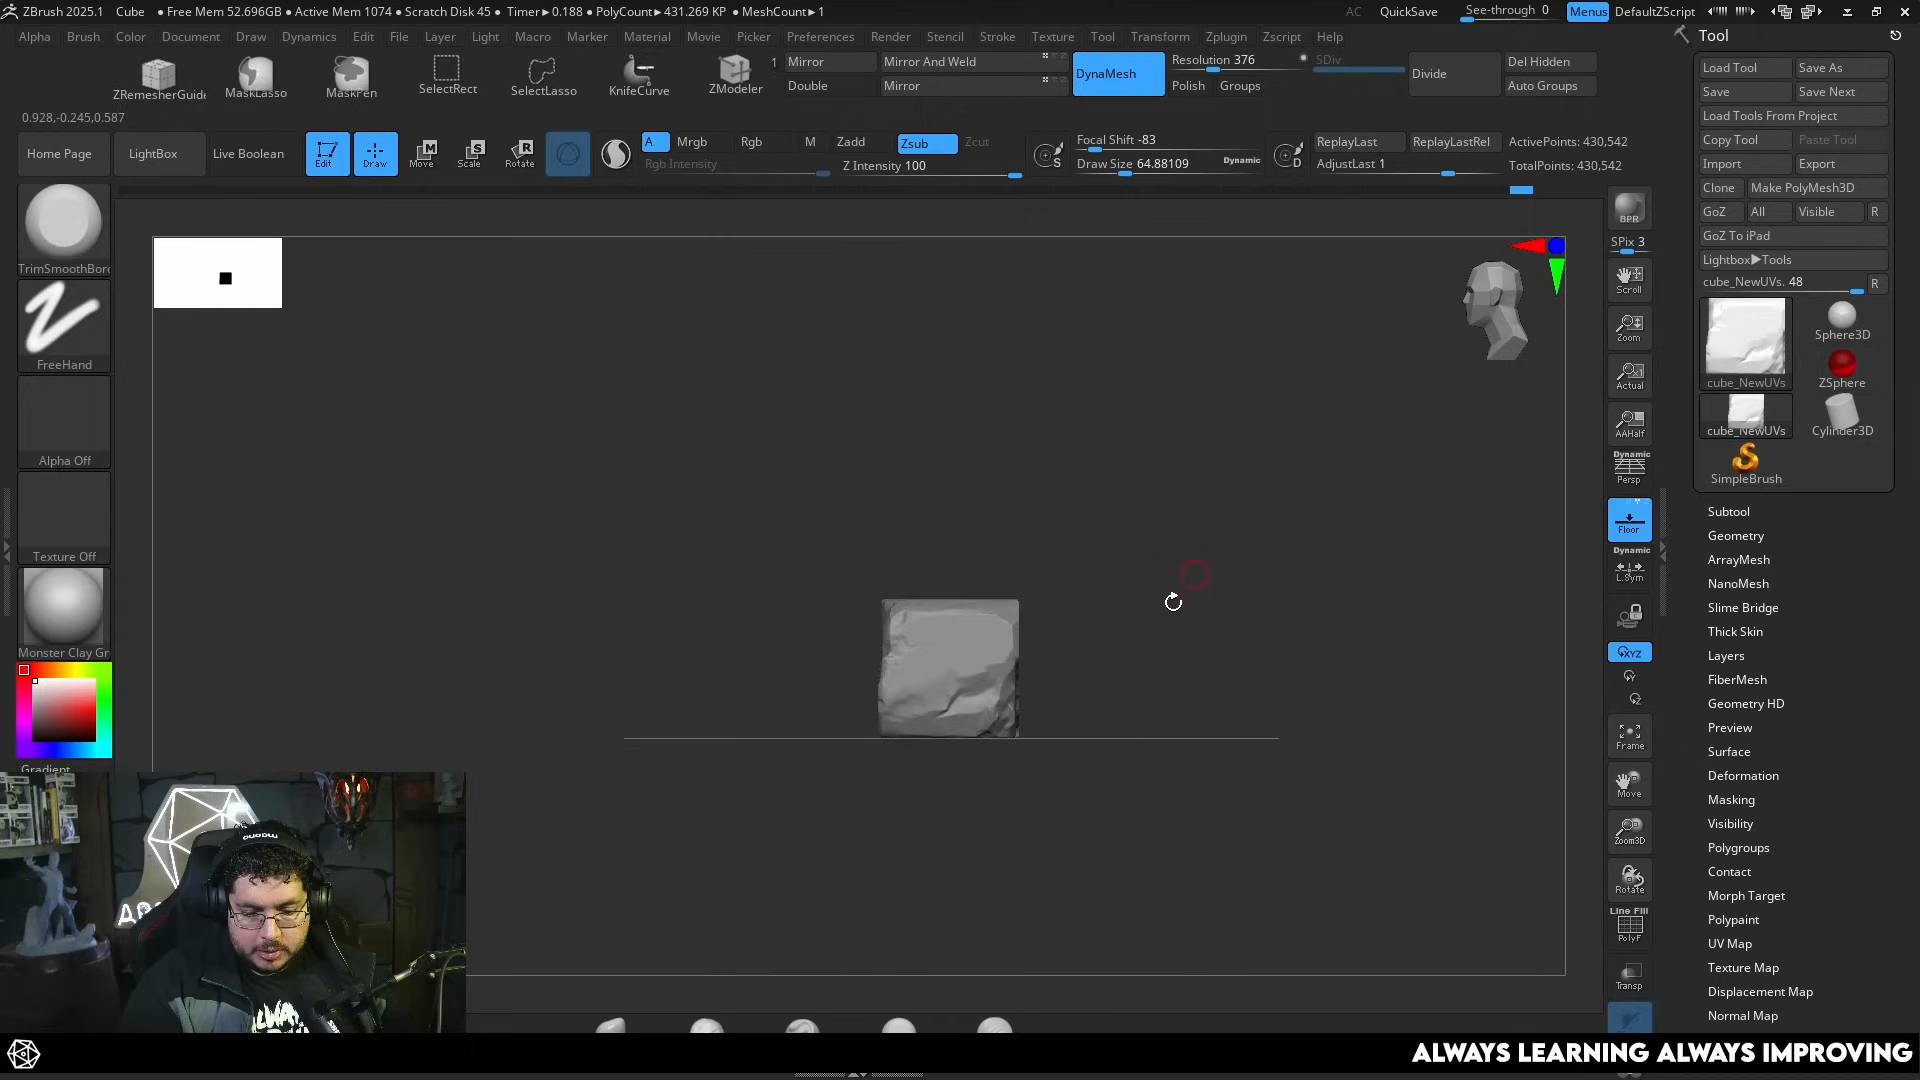 ZBrush 2025.1 Cube ● Free Mem 52.696GB ● Active Mem 1074 ● Scratch Disk 45 ● Timer►0.188 ● PolyCount►431.269 KP ● MeshCount►1
AC QuickSave See-through 0 Menus DefaultZScript
Alpha Brush Color Document Draw Dynamics Edit File Layer Light Macro Marker Material Movie Picker Preferences Render Stencil Stroke Texture Tool Transform Zplugin Zscript Help
ZRemesherGuide
MaskLasso
MaskPen
SelectRect
SelectLasso
KnifeCurve
ZModeler
1
Mirror
Mirror And Weld
Double
Mirror
DynaMesh
Resolution 376
Polish
Groups
SDiv
Divide
Del Hidden
Auto Groups
0.928,-0.245,0.587
Home Page
LightBox
Live Boolean
Edit
Draw
Move
Scale
Rotate
A
Mrgb
Rgb
M
Zadd
Zsub
Zcut
Rgb Intensity
Z Intensity 100
S
Focal Shift -83
Draw Size 64.88109
Dynamic
D
ReplayLast
ReplayLastRel
AdjustLast 1
ActivePoints: 430,542
TotalPoints: 430,542
FreeHand
Alpha Off
Texture Off
Monster Clay Gr
Gradient
BPR
SPix 3
Scroll
Zoom
Actual
AAHalf
Dynamic
Persp
Floor
Dynamic
L.Sym
XYZ
Frame
Move
Zoom3D
Rotate
Line Fill
PolyF
Transp
Tool
Load Tool
Save As
Save
Save Next
Load Tools From Project
Copy Tool
Paste Tool
Import
Export
Clone
Make PolyMesh3D
GoZ
All
Visible
R
GoZ To iPad
Lightbox►Tools
cube_NewUVs. 48
R
cube_NewUVs
Sphere3D
ZSphere
cube_NewUVs
Cylinder3D
SimpleBrush
Subtool
Geometry
ArrayMesh
NanoMesh
Slime Bridge
Thick Skin
Layers
FiberMesh
Geometry HD
Preview
Surface
Deformation
Masking
Visibility
Polygroups
Contact
Morph Target
Polypaint
UV Map
Texture Map
Displacement Map
Normal Map
ALWAYS LEARNING ALWAYS IMPROVING